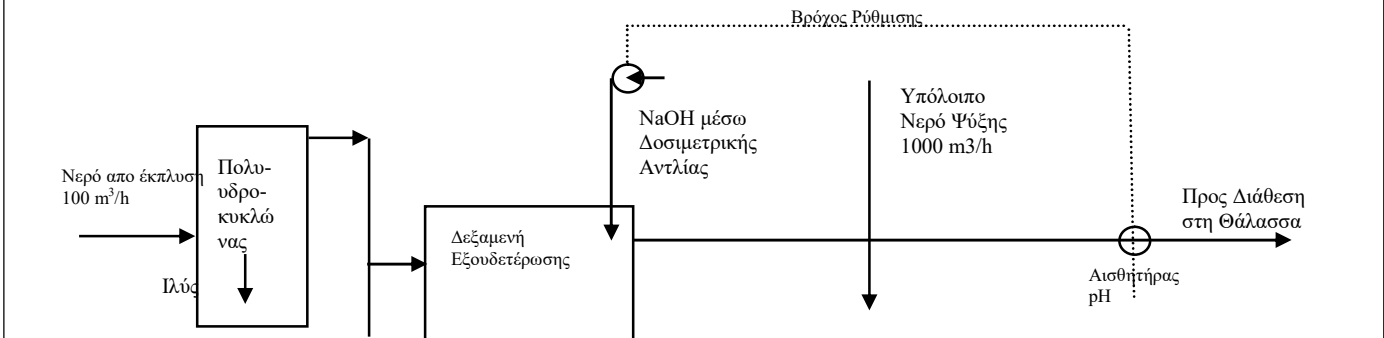 Βρόχος Ρύθμισης
Υπόλοιπο
Νερό Ψύξης
1000 m3/h
NaOH μέσω
Δοσιμετρικής
Αντλίας
Νερό απο έκπλυση
100 m³/h
Πολυ-
υδρο-
κυκλώ
νας
Ιλύς
Δεξαμενή
Εξουδετέρωσης
Προς Διάθεση
στη Θάλασσα
Αισθητήρας
pH